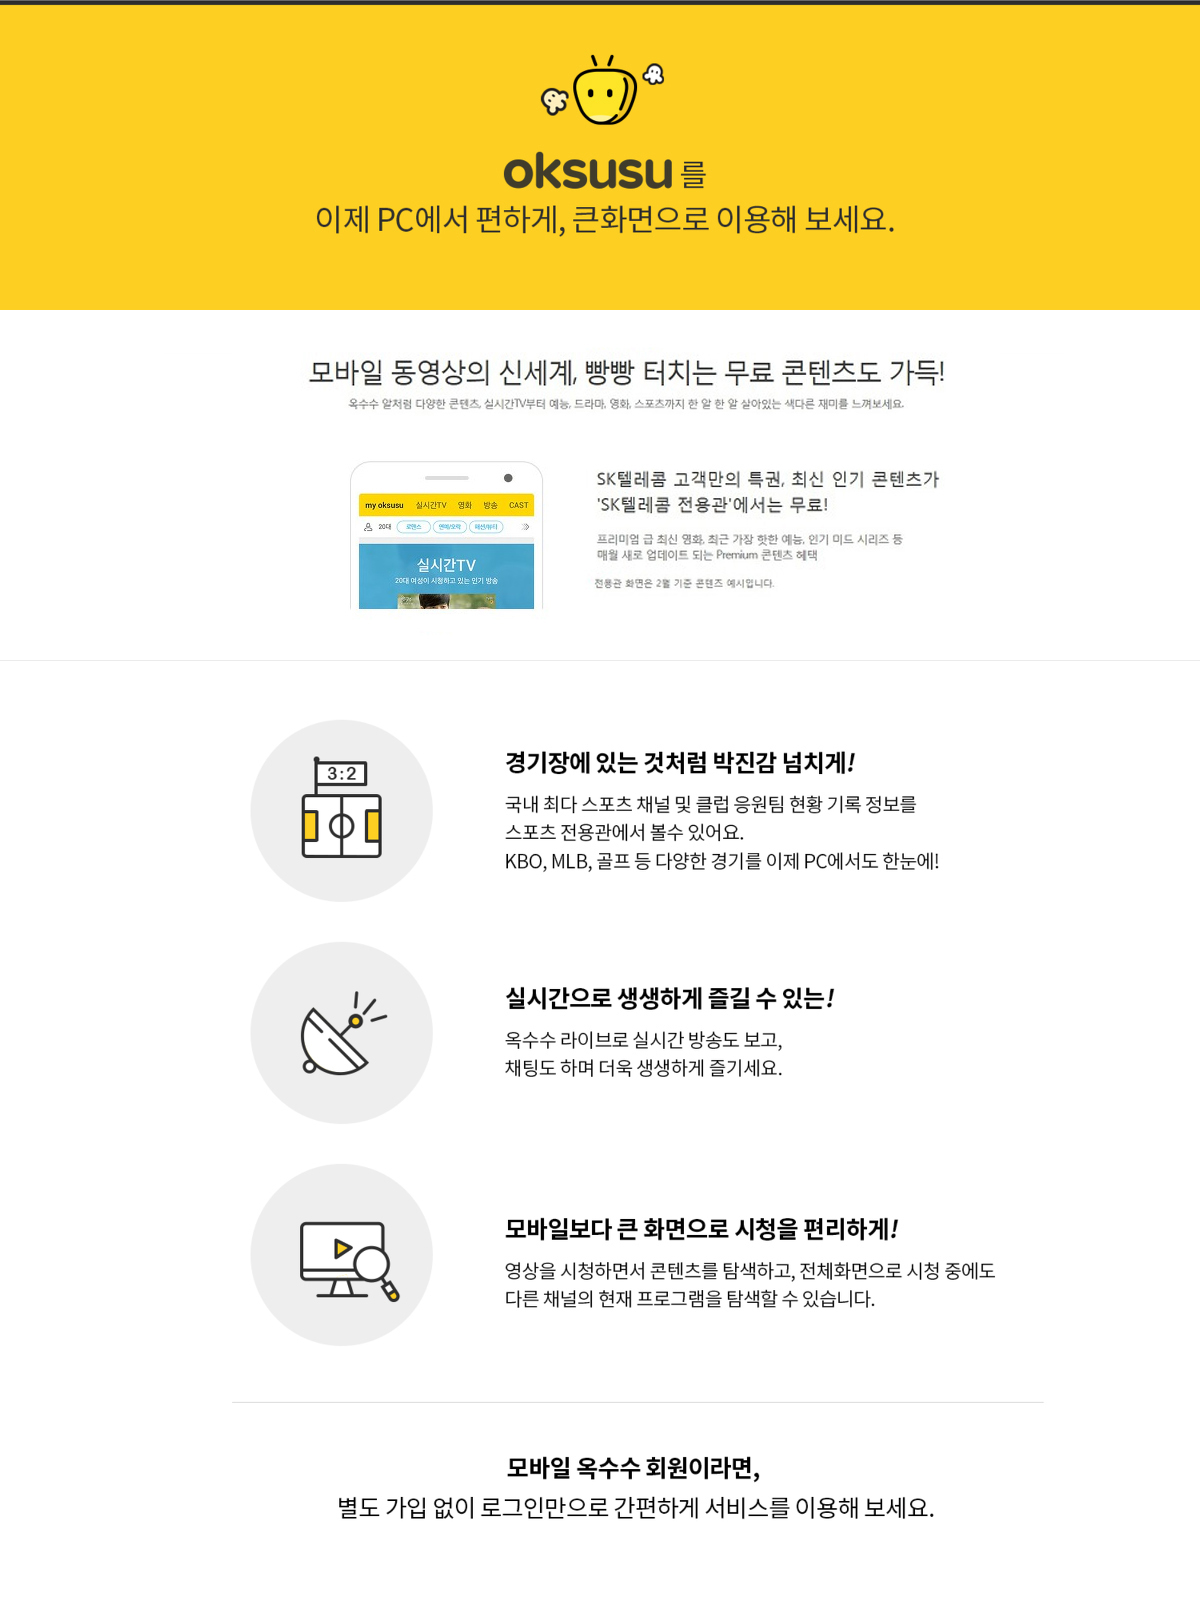 oksusu 를
이제 PC에서 편하게, 큰화면으로 이용해 보세요.
모바일 동영상의 신세계, 빵빵 터치는 무료 콘텐츠도 가득!
옥수수 알처럼 다양한 콘텐츠, 실시간TV부터 예능, 드라마, 영화, 스포츠까지 한 알 한 알 살아있는 색다른 재미를 느껴보세요.
my oksusu 실시간TV 영화 방송 CAST
20대 로맨스 연예/오락 패션/뷰티
실시간TV
20대 여성이 시청하고 있는 인기 방송
SK텔레콤 고객만의 특권, 최신 인기 콘텐츠가
'SK텔레콤 전용관'에서는 무료!
프리미엄 급 최신 영화, 최근 가장 핫한 예능, 인기 미드 시리즈 등
매월 새로 업데이트 되는 Premium 콘텐츠 혜택
전용관 화면은 2월 기준 콘텐츠 예시입니다.
3:2
경기장에 있는 것처럼 박진감 넘치게!
국내 최다 스포츠 채널 및 클럽 응원팀 현황 기록 정보를
스포츠 전용관에서 볼수 있어요.
KBO, MLB, 골프 등 다양한 경기를 이제 PC에서도 한눈에!
실시간으로 생생하게 즐길 수 있는!
옥수수 라이브로 실시간 방송도 보고,
채팅도 하며 더욱 생생하게 즐기세요.
모바일보다 큰 화면으로 시청을 편리하게!
영상을 시청하면서 콘텐츠를 탐색하고, 전체화면으로 시청 중에도
다른 채널의 현재 프로그램을 탐색할 수 있습니다.
모바일 옥수수 회원이라면,
별도 가입 없이 로그인만으로 간편하게 서비스를 이용해 보세요.